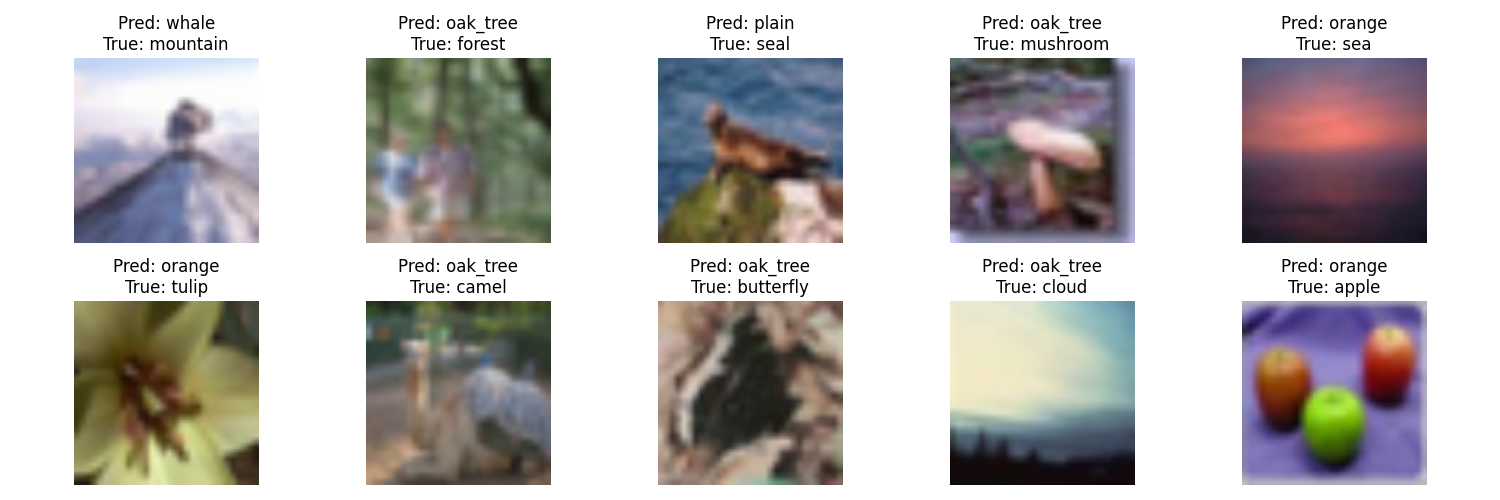 Pred: whale
True: mountain
Pred: oak_tree
True: forest
Pred: plain
True: seal
Pred: oak_tree
True: mushroom
Pred: orange
True: sea
Pred: orange
True: tulip
Pred: oak_tree
True: camel
Pred: oak_tree
True: butterfly
Pred: oak_tree
True: cloud
Pred: orange
True: apple